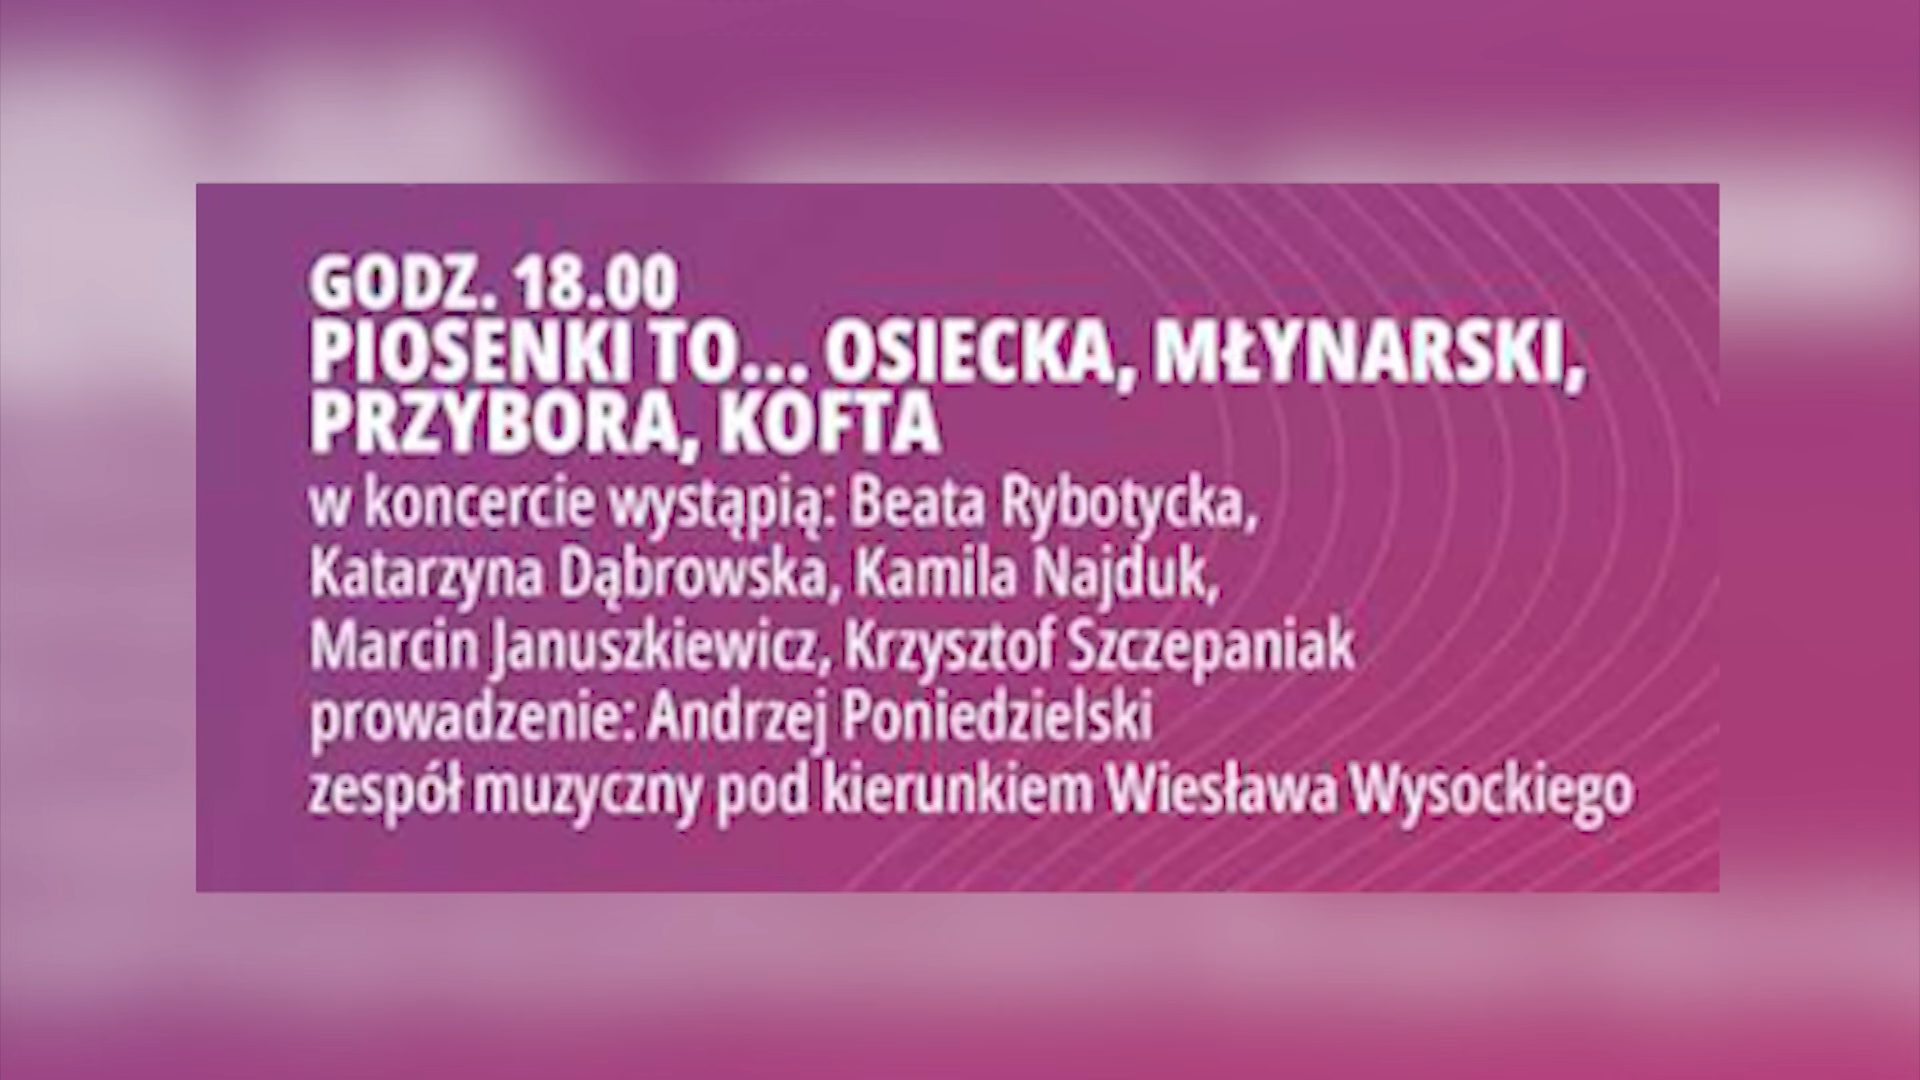 GODZ. 18.00
PIOSENKI TO... OSIECKA, MŁYNARSKI,
PRZYBORA, KOFTA
w koncercie wystąpią: Beata Rybotycka,
Katarzyna Dąbrowska, Kamila Najduk,
Marcin Januszkiewicz, Krzysztof Szczepaniak
prowadzenie: Andrzej Poniedzielski
zespół muzyczny pod kierunkiem Wiesława Wysockiego